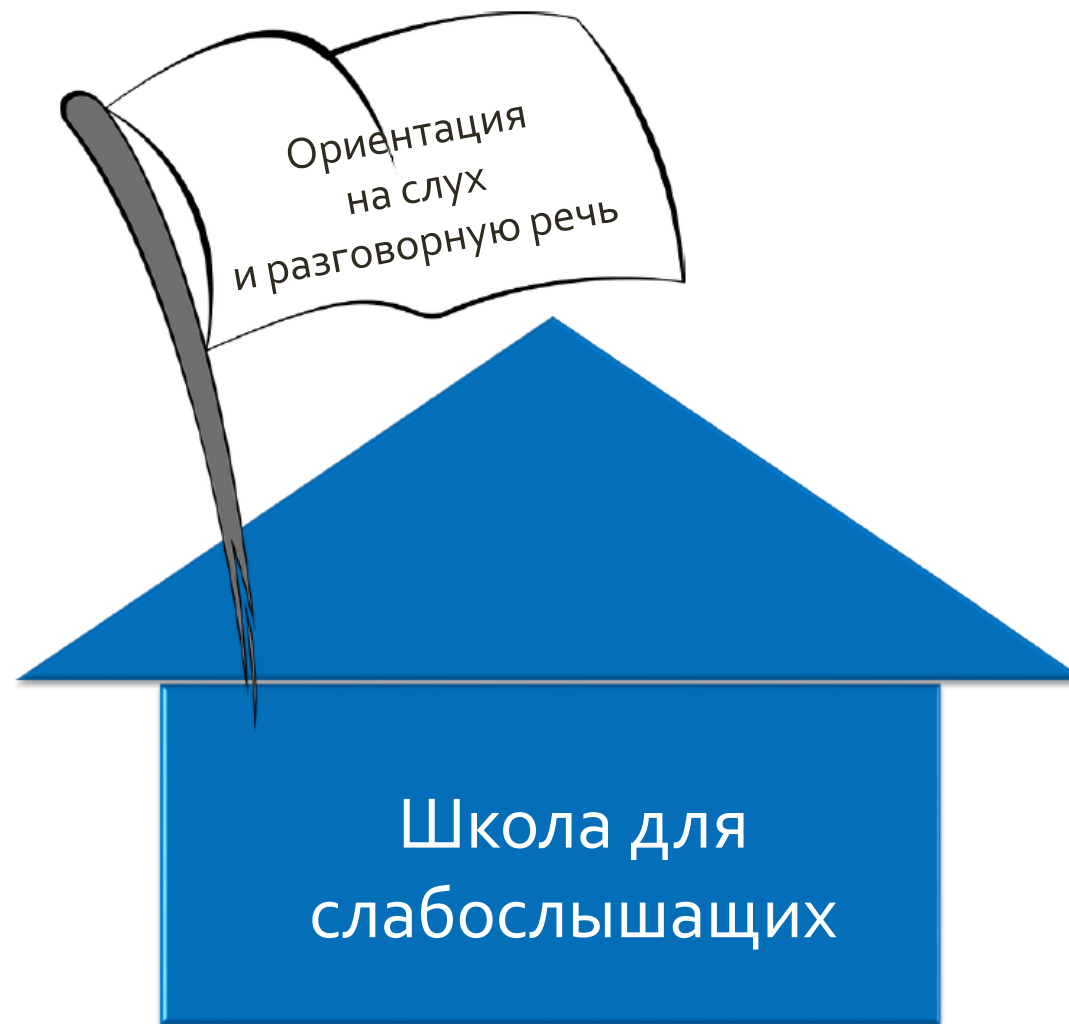 Ориентация
на слух
и разговорную речь
Школа для
слабослышащих